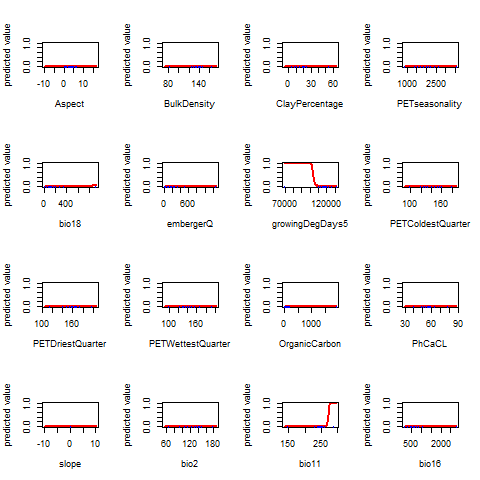 predicted value
0.0 1.0
-10 0 5 10
Aspect
predicted value
0.0 1.0
80 140
BulkDensity
predicted value
0.0 1.0
0 30 60
ClayPercentage
predicted value
0.0 1.0
1000 2500
PETseasonality
predicted value
0.0 1.0
0 400
bio18
predicted value
0.0 1.0
0 600
embergerQ
predicted value
0.0 1.0
70000 120000
growingDegDays5
predicted value
0.0 1.0
100 160
PETColdestQuarter
predicted value
0.0 1.0
100 160
PETDriestQuarter
predicted value
0.0 1.0
100 160
PETWettestQuarter
predicted value
0.0 1.0
0 1000
OrganicCarbon
predicted value
0.0 1.0
30 60 90
PhCaCL
predicted value
0.0 1.0
-10 0 10
slope
predicted value
0.0 1.0
60 120 180
bio2
predicted value
0.0 1.0
150 250
bio11
predicted value
0.0 1.0
500 2000
bio16